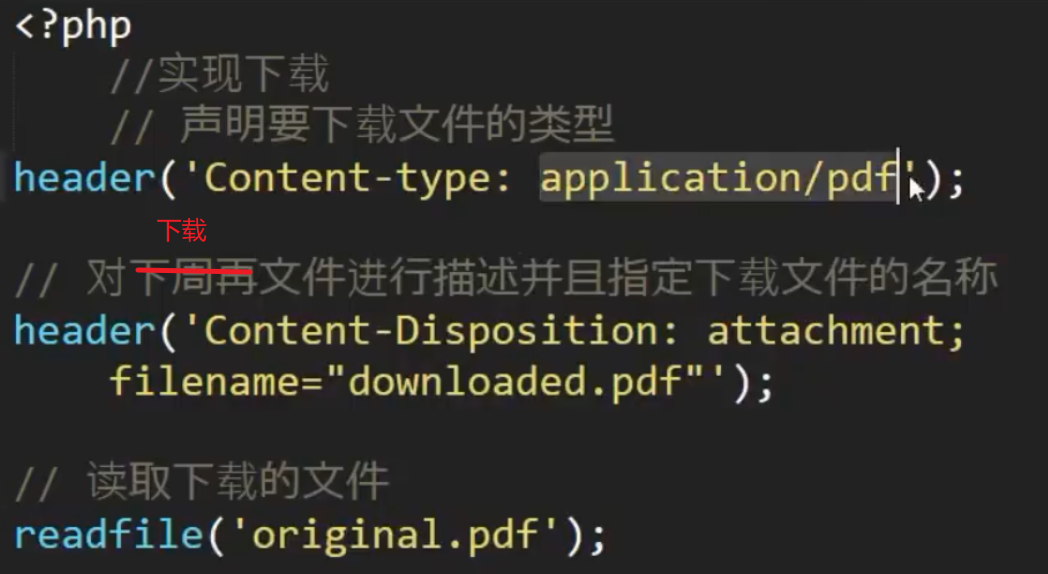 <?php
//实现下载
// 声明要下载文件的类型
header('Content-type: application/pdf');
下载
// 对下周再文件进行描述并且指定下载文件的名称
header('Content-Disposition: attachment;
filename="downloaded.pdf"');
// 读取下载的文件
readfile('original.pdf');